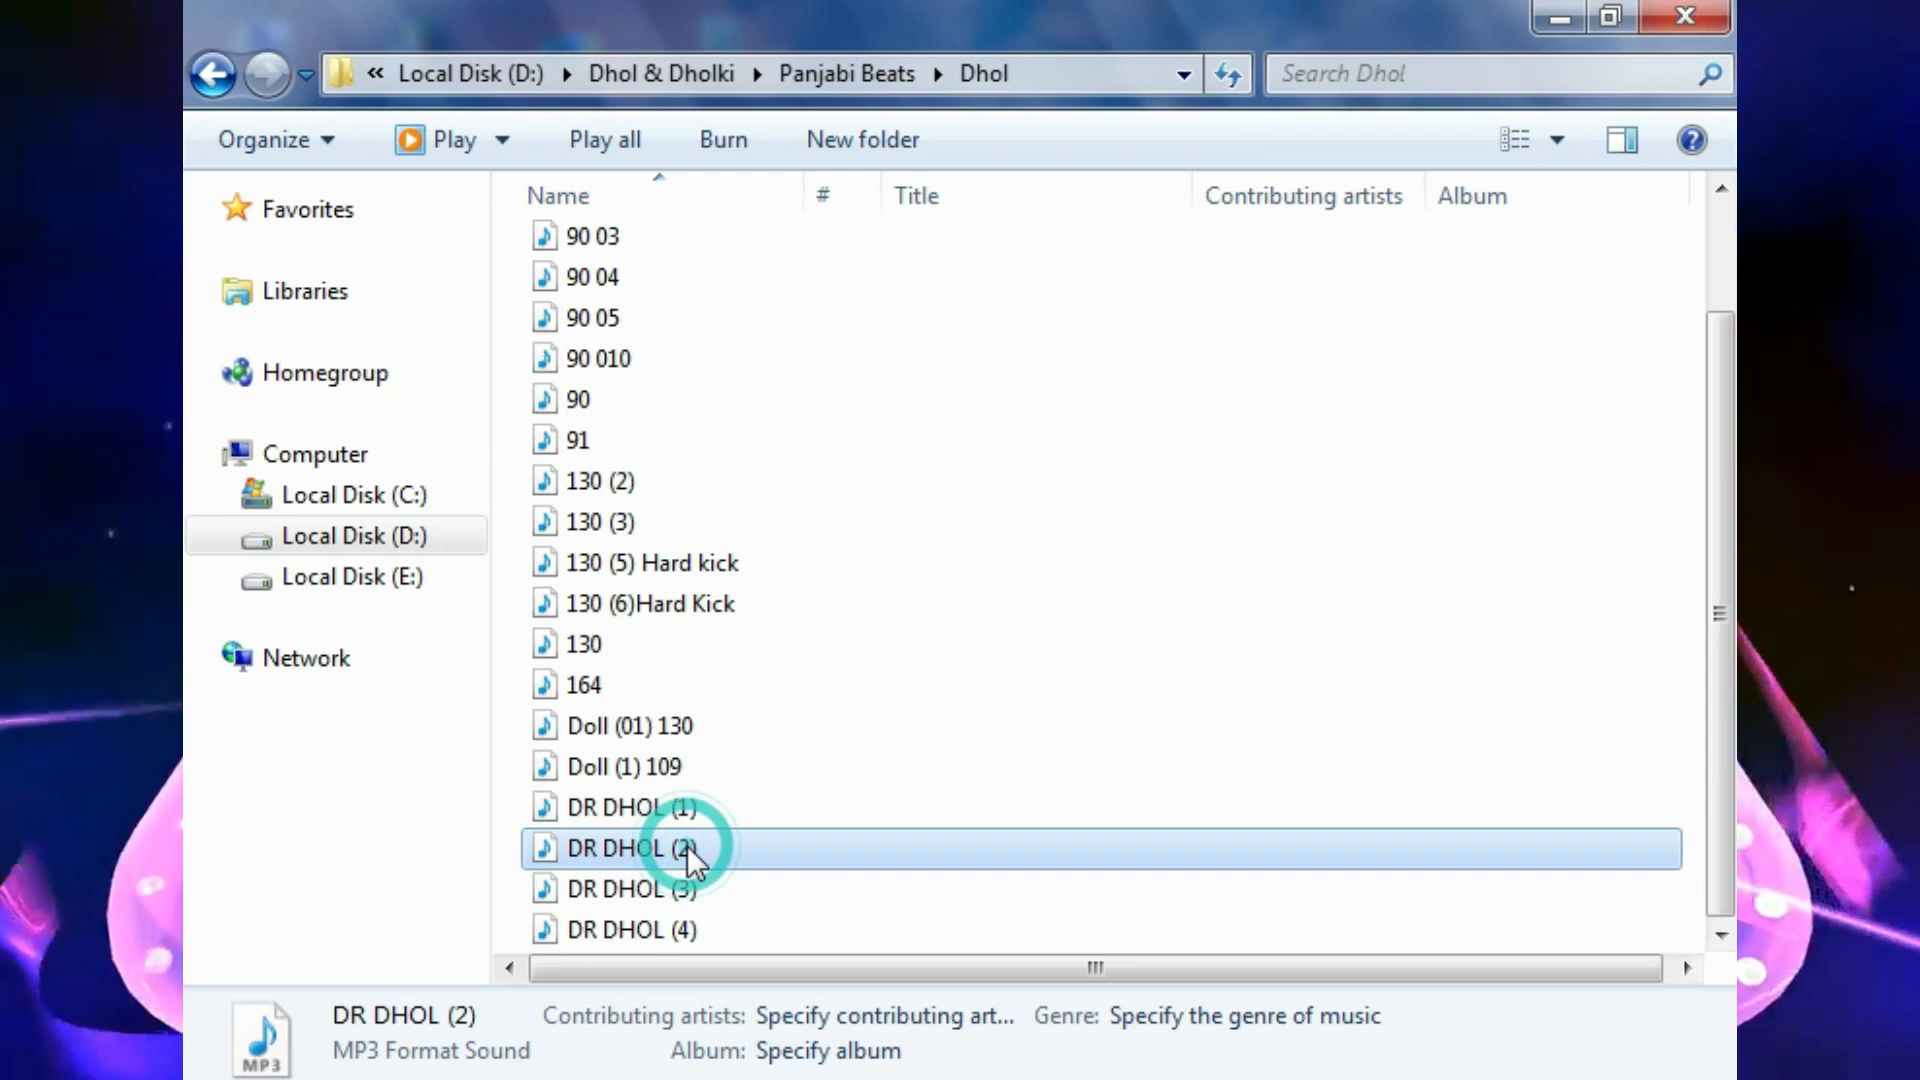 « Local Disk (D:) Dhol & Dholki Panjabi Beats Dhol
Search Dhol
Organize Play Play all Burn New folder
Name # Title Contributing artists Album
Favorites
Libraries
Homegroup
Computer
Local Disk (C:)
Local Disk (D:)
Local Disk (E:)
Network
90 03
90 04
90 05
90 010
90
91
130 (2)
130 (3)
130 (5) Hard kick
130 (6)Hard Kick
130
164
Doll (01) 130
Doll (1) 109
DR DHOL (1)
DR DHOL (2)
DR DHOL (3)
DR DHOL (4)
MP3
DR DHOL (2) Contributing artists: Specify contributing art... Genre: Specify the genre of music
MP3 Format Sound Album: Specify album